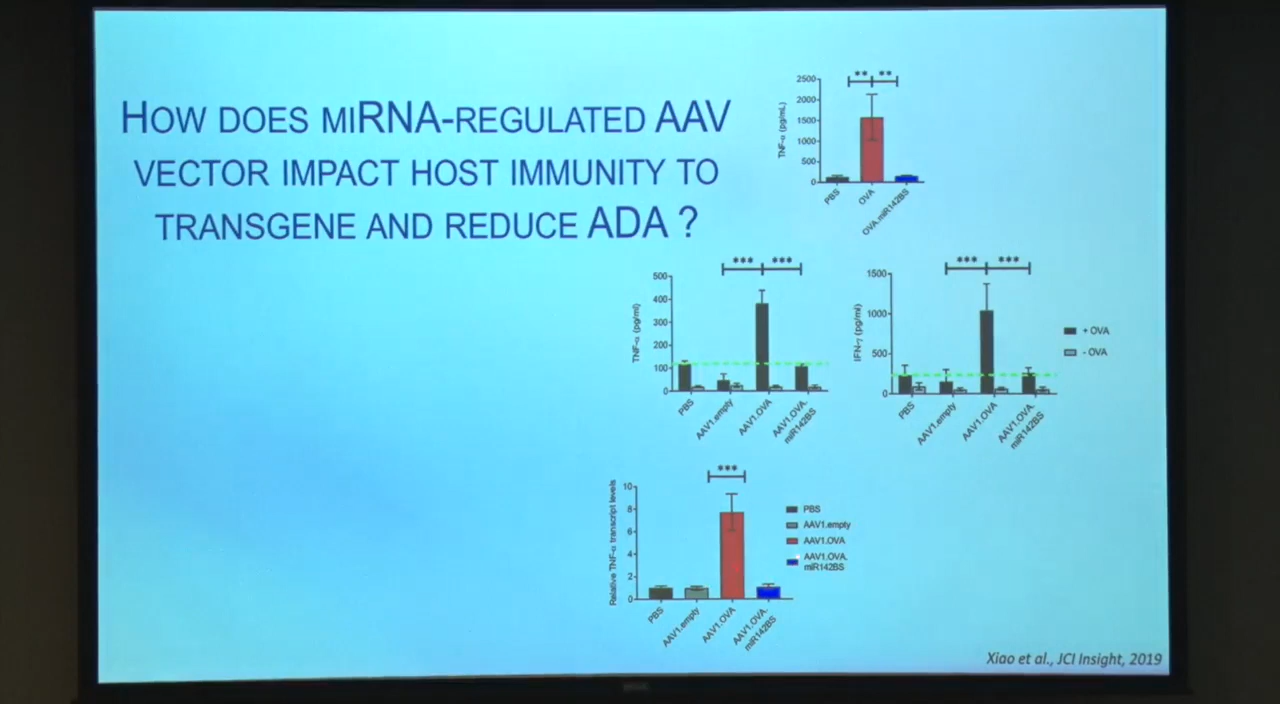 HOW DOES MIRNA-REGULATED AAV
VECTOR IMPACT HOST IMMUNITY TO
TRANSGENE AND REDUCE ADA ?
** **
TNF-α (pg/mL)
2500
2000
1500
1000
500
0
PBS
OVA
OVA.miR142BS
*** ***
TNF-α (pg/ml)
500
400
300
200
100
0
PBS
AAV1.empty
AAV1.OVA
AAV1.OVA.
miR142BS
*** ***
IFN-γ (pg/ml)
1500
1000
500
0
PBS
AAV1.empty
AAV1.OVA
AAV1.OVA.
miR142BS
+ OVA
- OVA
***
Relative TNF-α transcript levels
10
8
6
4
2
0
PBS
AAV1.empty
AAV1.OVA
AAV1.OVA.
miR142BS
PBS
AAV1.empty
AAV1.OVA
AAV1.OVA.
miR142BS
Xiao et al., JCI Insight, 2019